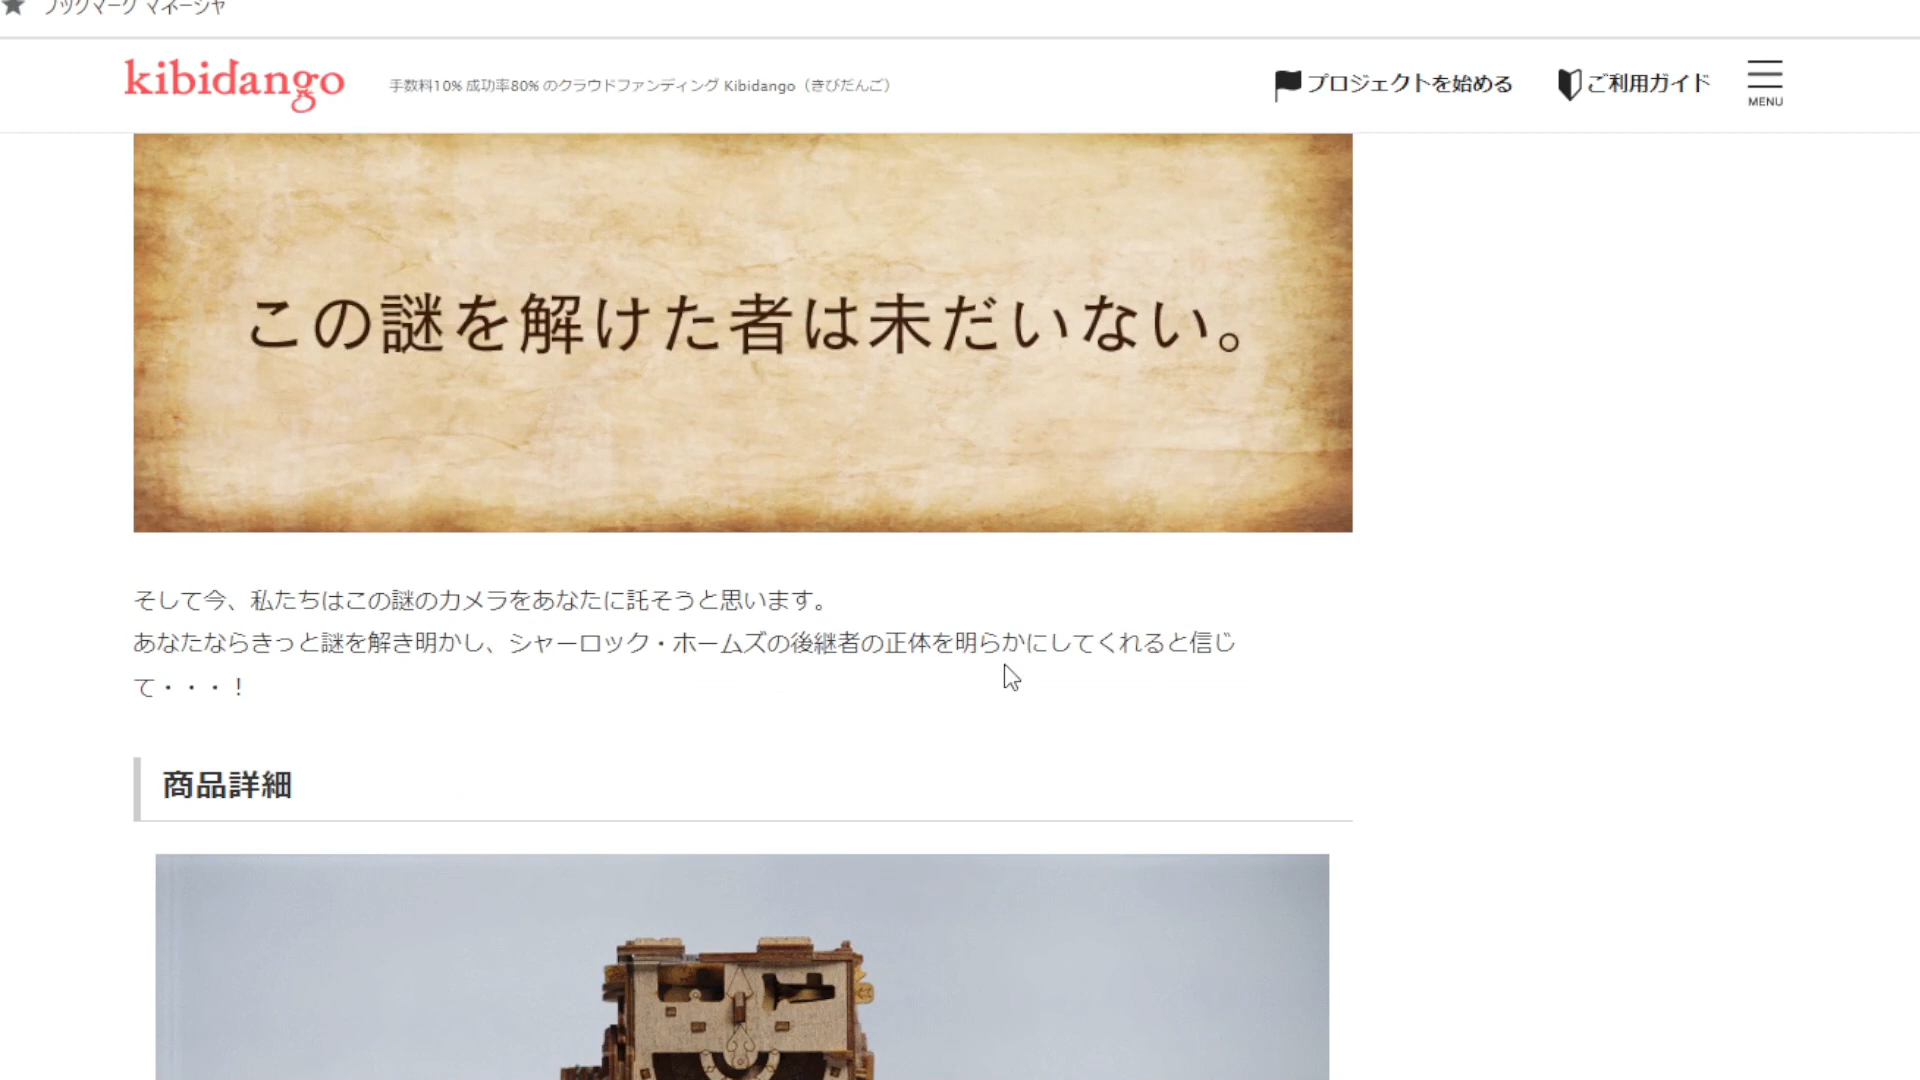 ブックマーク マネージャ
kibidango
手数料10% 成功率80% のクラウドファンディング Kibidango（きびだんご）
プロジェクトを始める
ご利用ガイド
MENU
この謎を解けた者は未だいない。
そして今、私たちはこの謎のカメラをあなたに託そうと思います。
あなたならきっと謎を解き明かし、シャーロック・ホームズの後継者の正体を明らかにしてくれると信じ
て・・・！
商品詳細